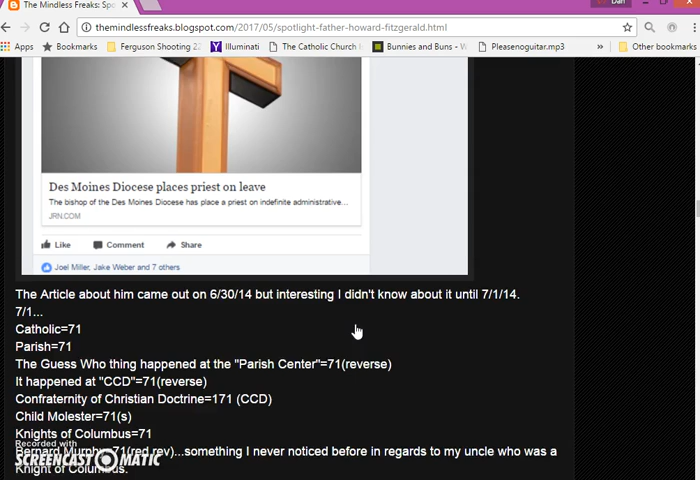 The Mindless Freaks: Spo
Dan
themindlessfreaks.blogspot.com/2017/05/spotlight-father-howard-fitzgerald.html
Apps Bookmarks Ferguson Shooting 22 Illuminati The Catholic Church Bunnies and Buns - W Pleasenoguitar.mp3 » Other bookmarks
Des Moines Diocese places priest on leave
The bishop of the Des Moines Diocese has place a priest on indefinite administrative...
JRN.COM
Like Comment Share
Joel Miller, Jake Weber and 7 others
The Article about him came out on 6/30/14 but interesting I didn't know about it until 7/1/14.
7/1...
Catholic=71
Parish=71
The Guess Who thing happened at the "Parish Center"=71(reverse)
It happened at "CCD"=71(reverse)
Confraternity of Christian Doctrine=171 (CCD)
Child Molester=71(s)
Knights of Columbus=71
Recorded with
Bernard Murphy=71(red,rev)...something I never noticed before in regards to my uncle who was a
SCREENCAST MATIC
Knight of Columbus.